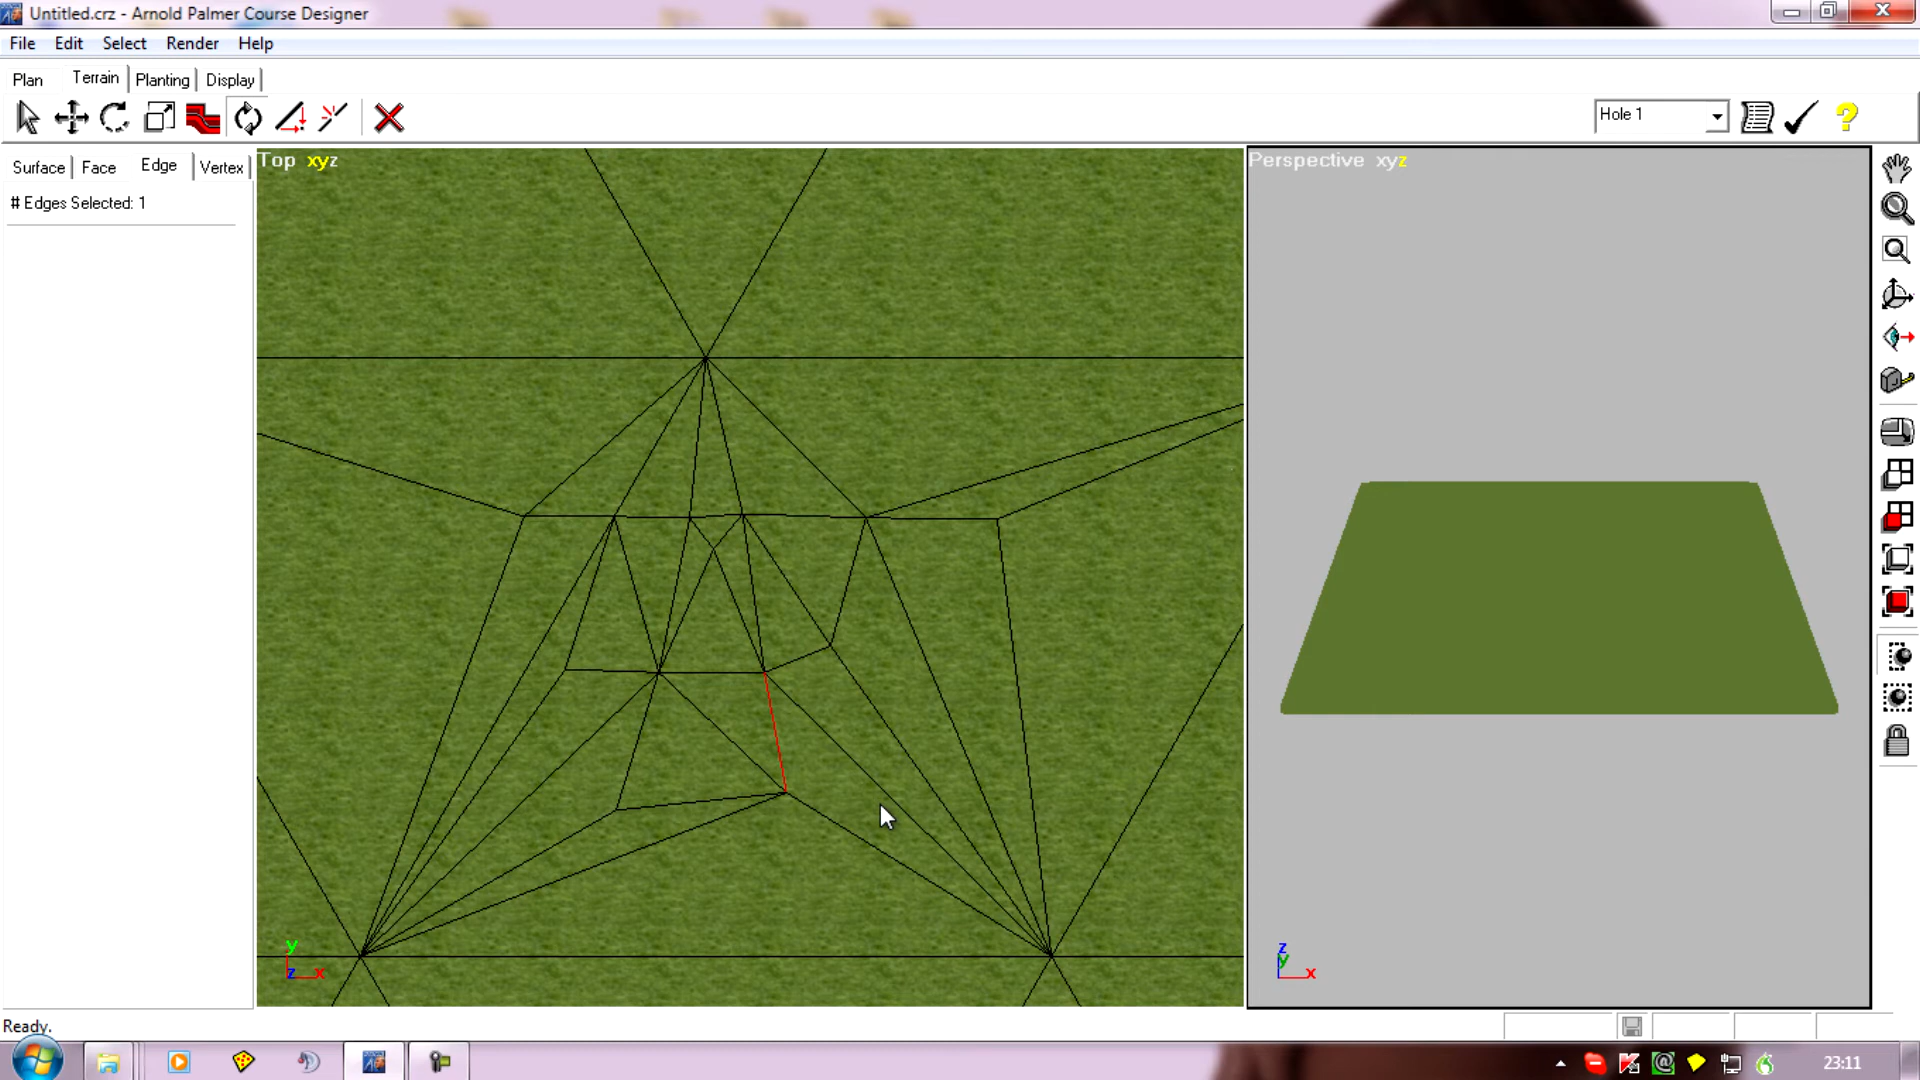 Untitled.crz - Arnold Palmer Course Designer
File Edit Select Render Help
Plan Terrain Planting Display
Hole 1
Surface Face Edge Vertex
# Edges Selected: 1
Top xyz
Perspective xyz
y
z x
z
y
x
Ready.
23:11